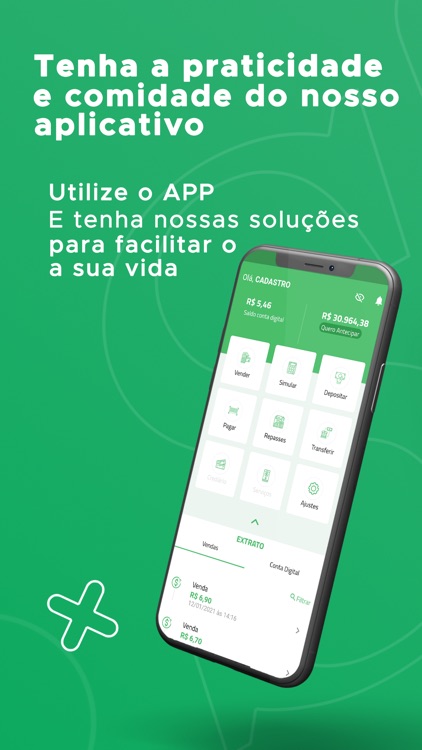 Tenha a praticidade
e comidade do nosso
aplicativo
Utilize o APP
E tenha nossas soluções
para facilitar o
a sua vida
Olá, CADASTRO
R$ 5,46
Saldo conta digital
R$ 30.964,38
Quero Antecipar
Vender
Simular
Depositar
Pagar
Repasses
Transferir
Ajustes
EXTRATO
Vendas
Conta Digital
Filtrar
Venda
R$ 6,90
12/01/2021 às 14:16
Venda
R$ 6,70